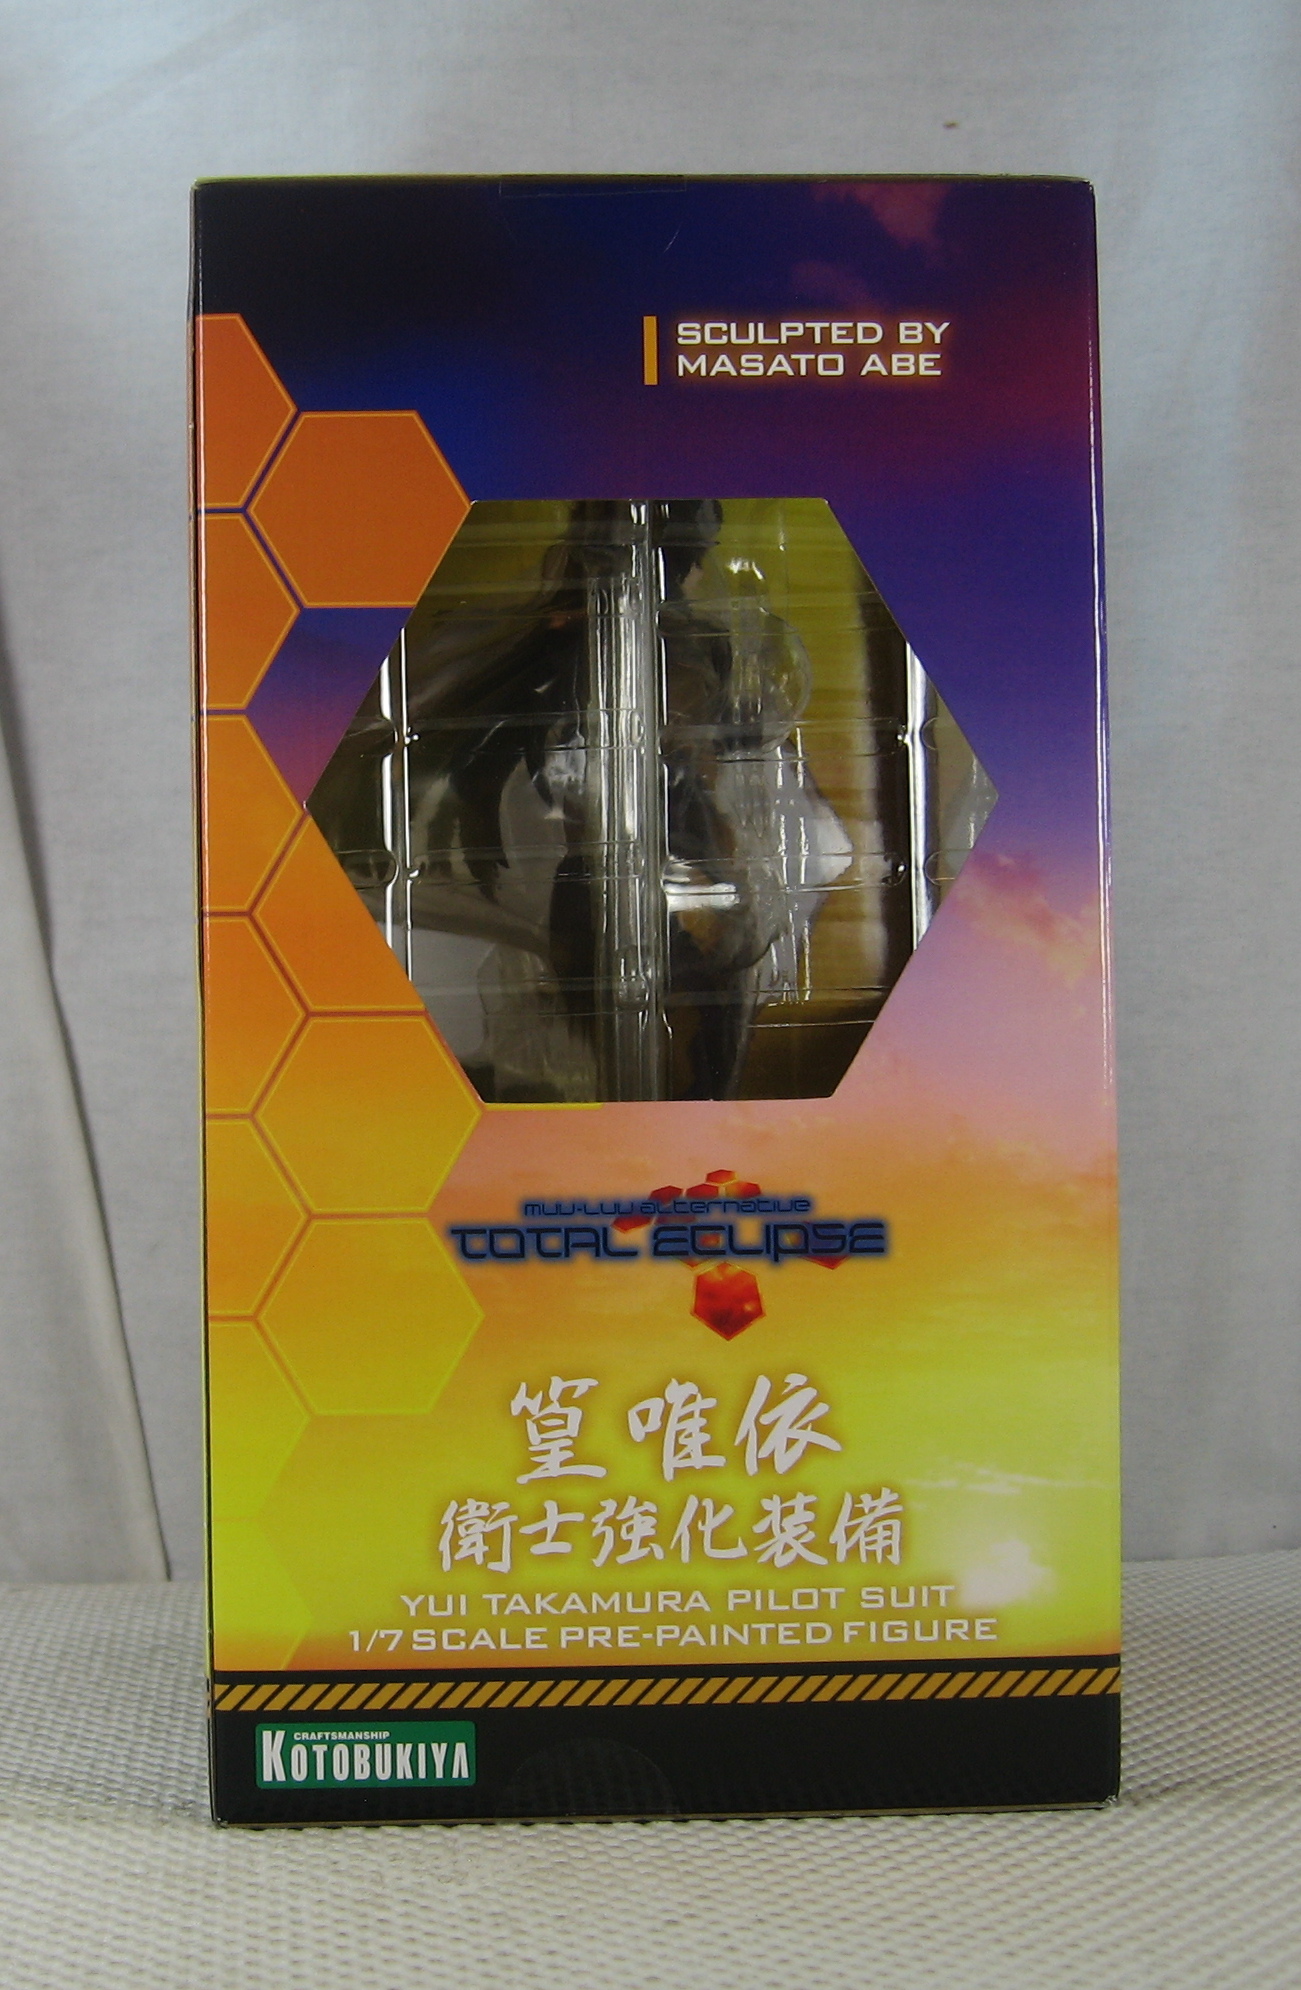 SCULPTED BY
MASATO ABE
muv-luv alternative
TOTAL ECLIPSE
篁 唯 依
衛士強化装備
YUI TAKAMURA PILOT SUIT
1/7 SCALE PRE-PAINTED FIGURE
CRAFTSMANSHIP
KOTOBUKIYA